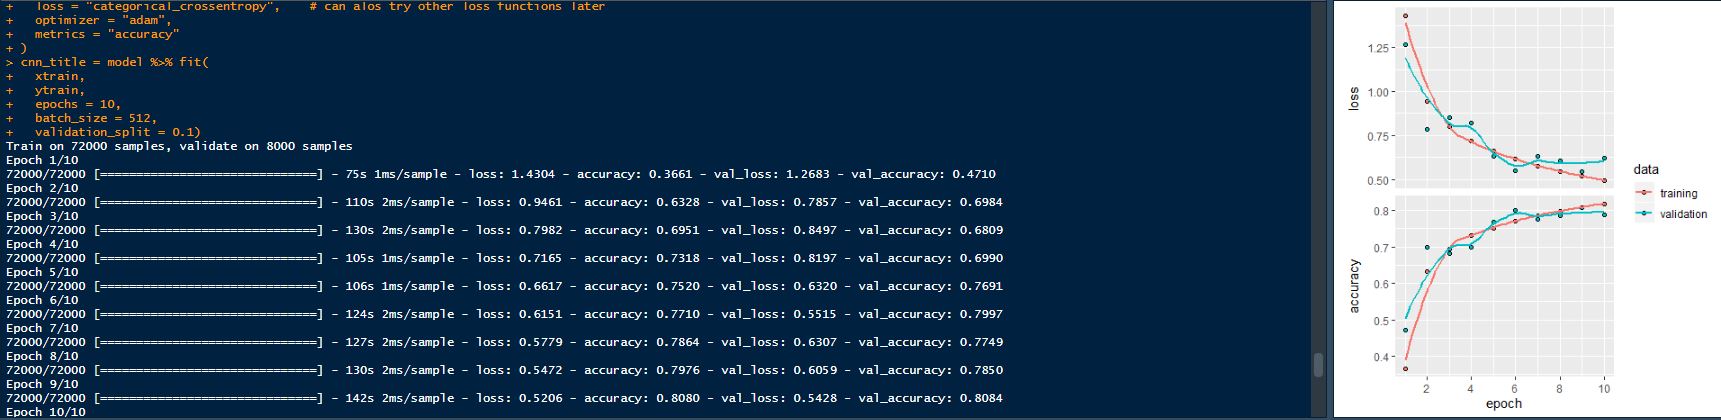 +   loss = "categorical_crossentropy",    # can alos try other loss functions later
+   optimizer = "adam",
+   metrics = "accuracy"
+ )
> cnn_title = model %>% fit(
+   xtrain,
+   ytrain,
+   epochs = 10,
+   batch_size = 512,
+   validation_split = 0.1)
Train on 72000 samples, validate on 8000 samples
Epoch 1/10
72000/72000 [==============================] - 75s 1ms/sample - loss: 1.4304 - accuracy: 0.3661 - val_loss: 1.2683 - val_accuracy: 0.4710
Epoch 2/10
72000/72000 [==============================] - 110s 2ms/sample - loss: 0.9461 - accuracy: 0.6328 - val_loss: 0.7857 - val_accuracy: 0.6984
Epoch 3/10
72000/72000 [==============================] - 130s 2ms/sample - loss: 0.7982 - accuracy: 0.6951 - val_loss: 0.8497 - val_accuracy: 0.6809
Epoch 4/10
72000/72000 [==============================] - 105s 1ms/sample - loss: 0.7165 - accuracy: 0.7318 - val_loss: 0.8197 - val_accuracy: 0.6990
Epoch 5/10
72000/72000 [==============================] - 106s 1ms/sample - loss: 0.6617 - accuracy: 0.7520 - val_loss: 0.6320 - val_accuracy: 0.7691
Epoch 6/10
72000/72000 [==============================] - 124s 2ms/sample - loss: 0.6151 - accuracy: 0.7710 - val_loss: 0.5515 - val_accuracy: 0.7997
Epoch 7/10
72000/72000 [==============================] - 127s 2ms/sample - loss: 0.5779 - accuracy: 0.7864 - val_loss: 0.6307 - val_accuracy: 0.7749
Epoch 8/10
72000/72000 [==============================] - 130s 2ms/sample - loss: 0.5472 - accuracy: 0.7976 - val_loss: 0.6059 - val_accuracy: 0.7850
Epoch 9/10
72000/72000 [==============================] - 142s 2ms/sample - loss: 0.5206 - accuracy: 0.8080 - val_loss: 0.5428 - val_accuracy: 0.8084
Epoch 10/10
loss
1.25
1.00
0.75
0.50
accuracy
0.8
0.7
0.6
0.5
0.4
2 4 6 8 10
epoch
data
training
validation